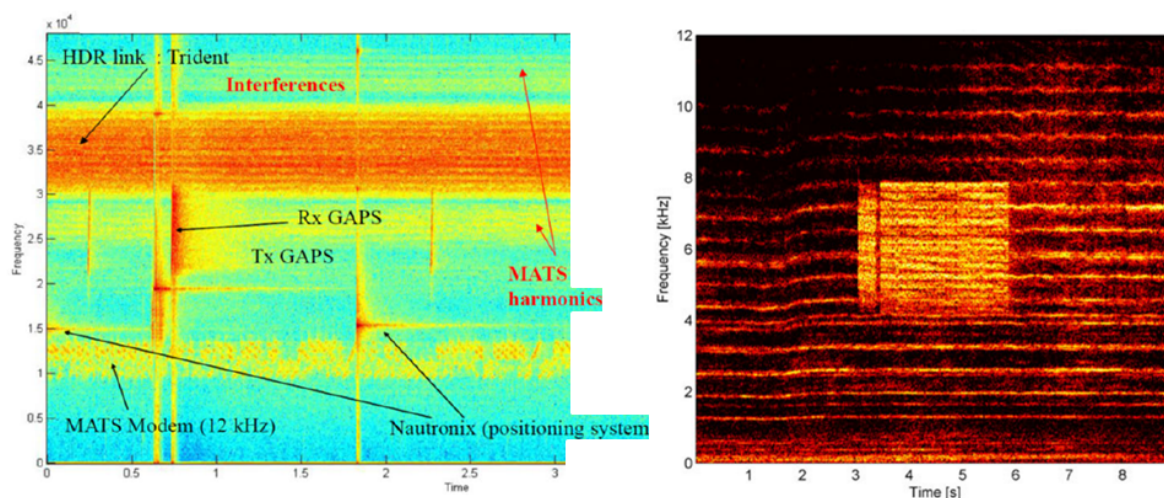 x 10⁴
4.5
4
3.5
3
2.5
2
1.5
1
0.5
0
0
0.5
1
1.5
2
2.5
3
Frequency
Time
HDR link : Trident
Interferences
Rx GAPS
Tx GAPS
MATS
harmonics
MATS Modem (12 kHz)
Nautronix (positioning system
12
10
8
6
4
2
0
1
2
3
4
5
6
7
8
Frequency [kHz]
Time [s]